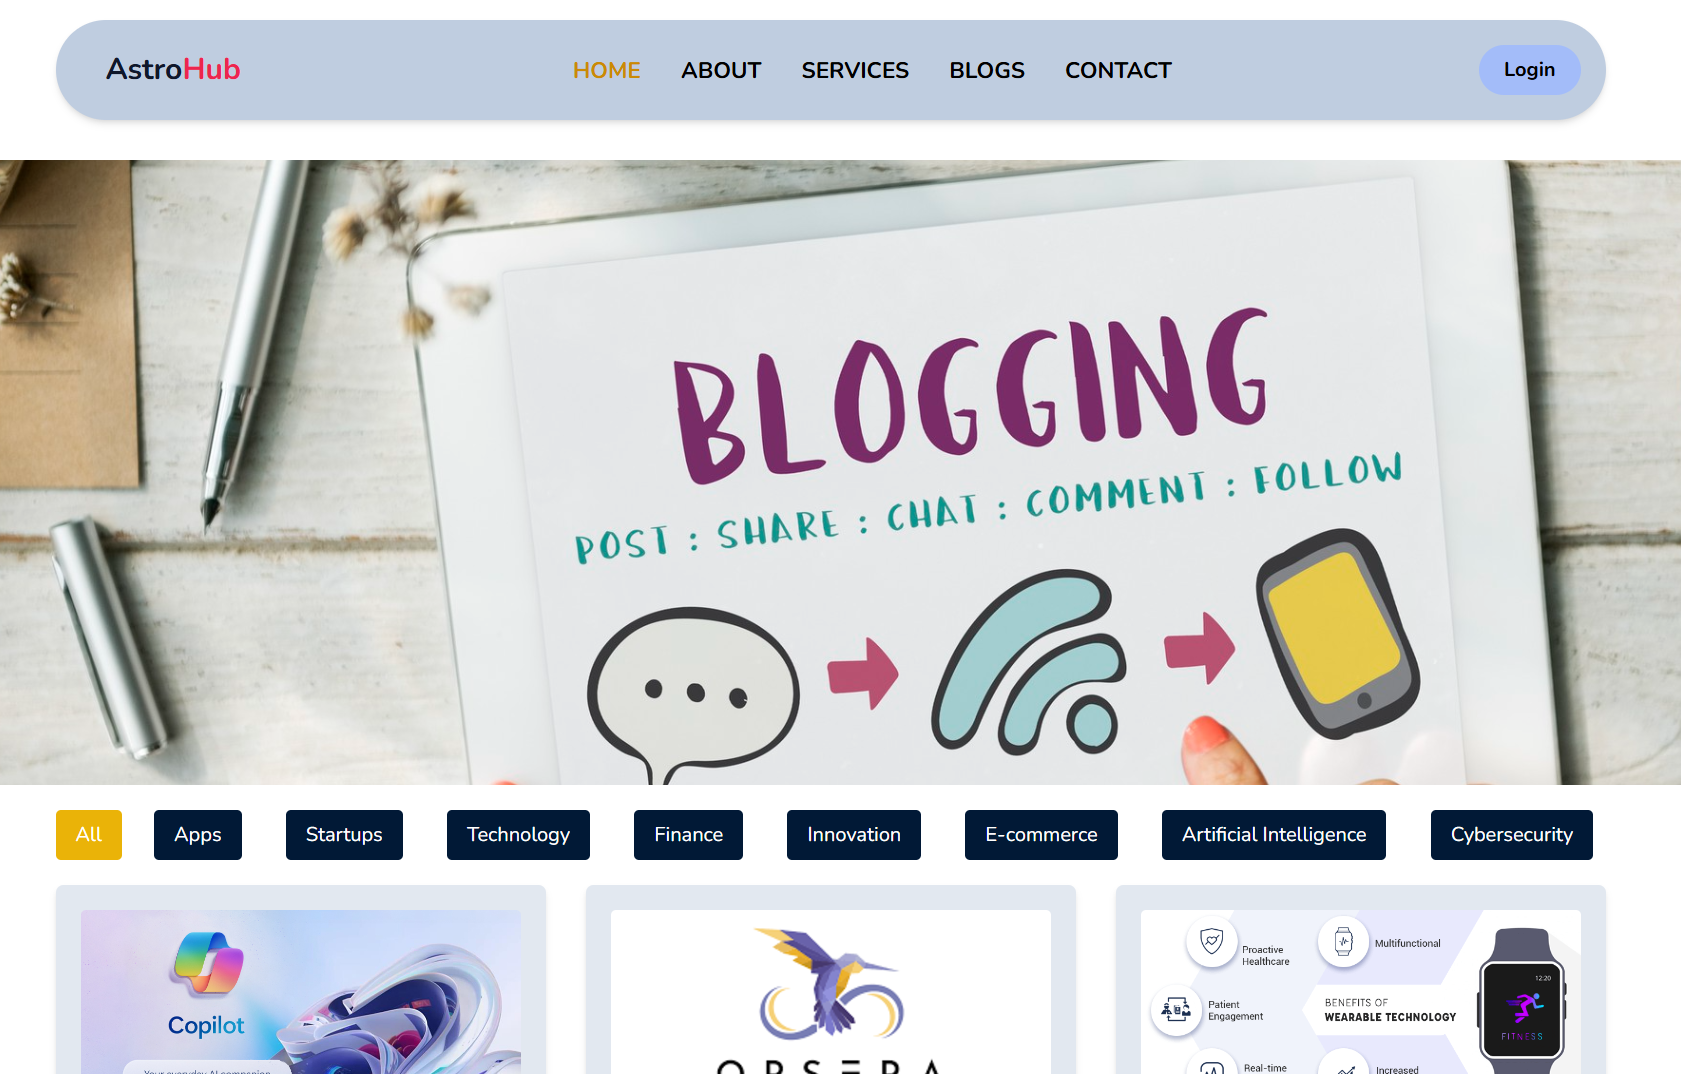 AstroHub
HOME ABOUT SERVICES BLOGS CONTACT
Login
BLOGGING
POST : SHARE : CHAT : COMMENT : FOLLOW
All Apps Startups Technology Finance Innovation E-commerce Artificial Intelligence Cybersecurity
Copilot
Your everyday AI companion
OPSERA
Proactive
Healthcare
Multifunctional
12:20
Patient
Engagement
BENEFITS OF
WEARABLE TECHNOLOGY
FITNESS
Real-time
Increased